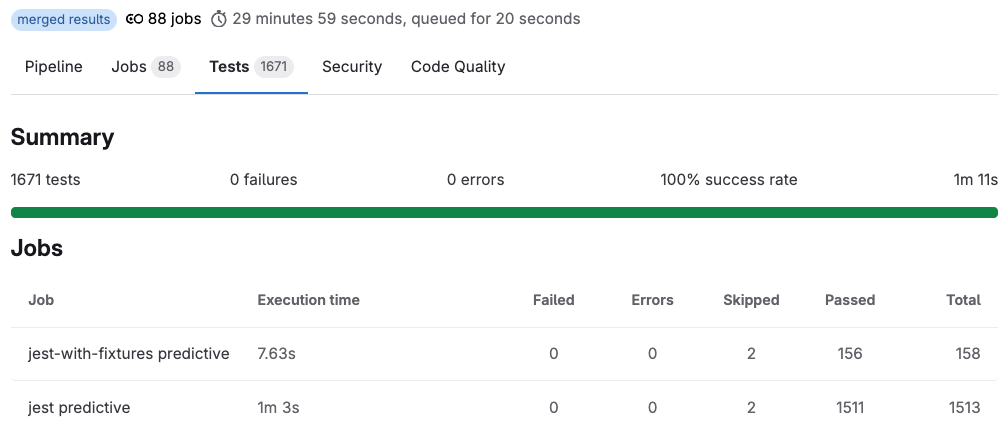 merged results 88 jobs 29 minutes 59 seconds, queued for 20 seconds
Pipeline Jobs 88 Tests 1671 Security Code Quality
Summary
1671 tests 0 failures 0 errors 100% success rate 1m 11s
Jobs
Job Execution time Failed Errors Skipped Passed Total
jest-with-fixtures predictive 7.63s 0 0 2 156 158
jest predictive 1m 3s 0 0 2 1511 1513